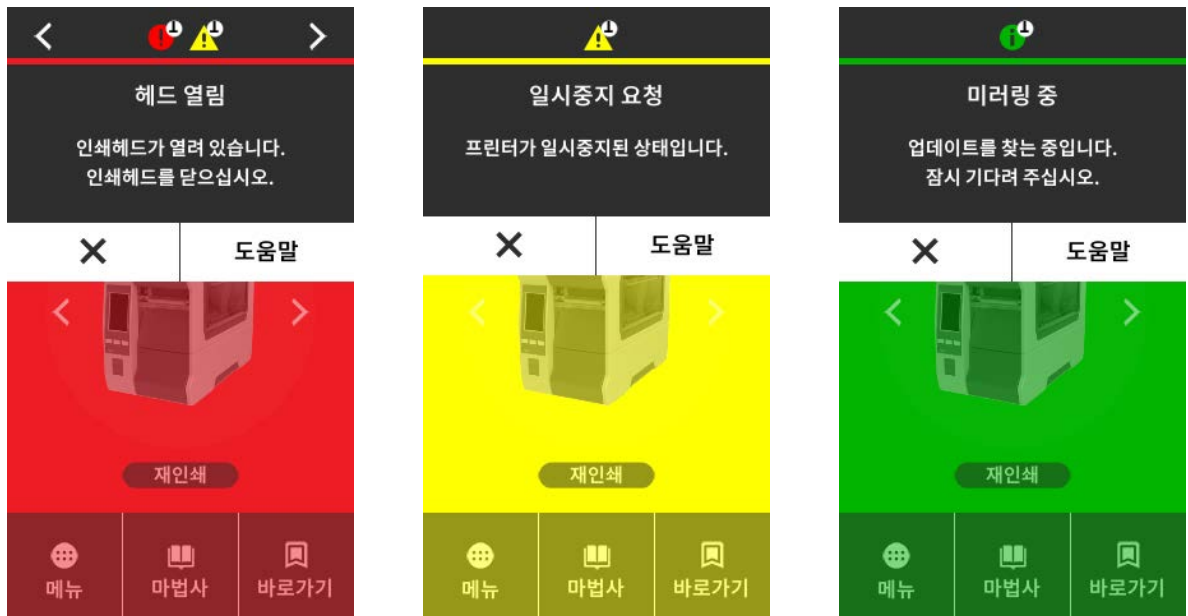 헤드 열림
인쇄헤드가 열려 있습니다.
인쇄헤드를 닫으십시오.
도움말
재인쇄
메뉴
마법사
바로가기
일시중지 요청
프린터가 일시중지된 상태입니다.
도움말
재인쇄
메뉴
마법사
바로가기
미러링 중
업데이트를 찾는 중입니다.
잠시 기다려 주십시오.
도움말
재인쇄
메뉴
마법사
바로가기